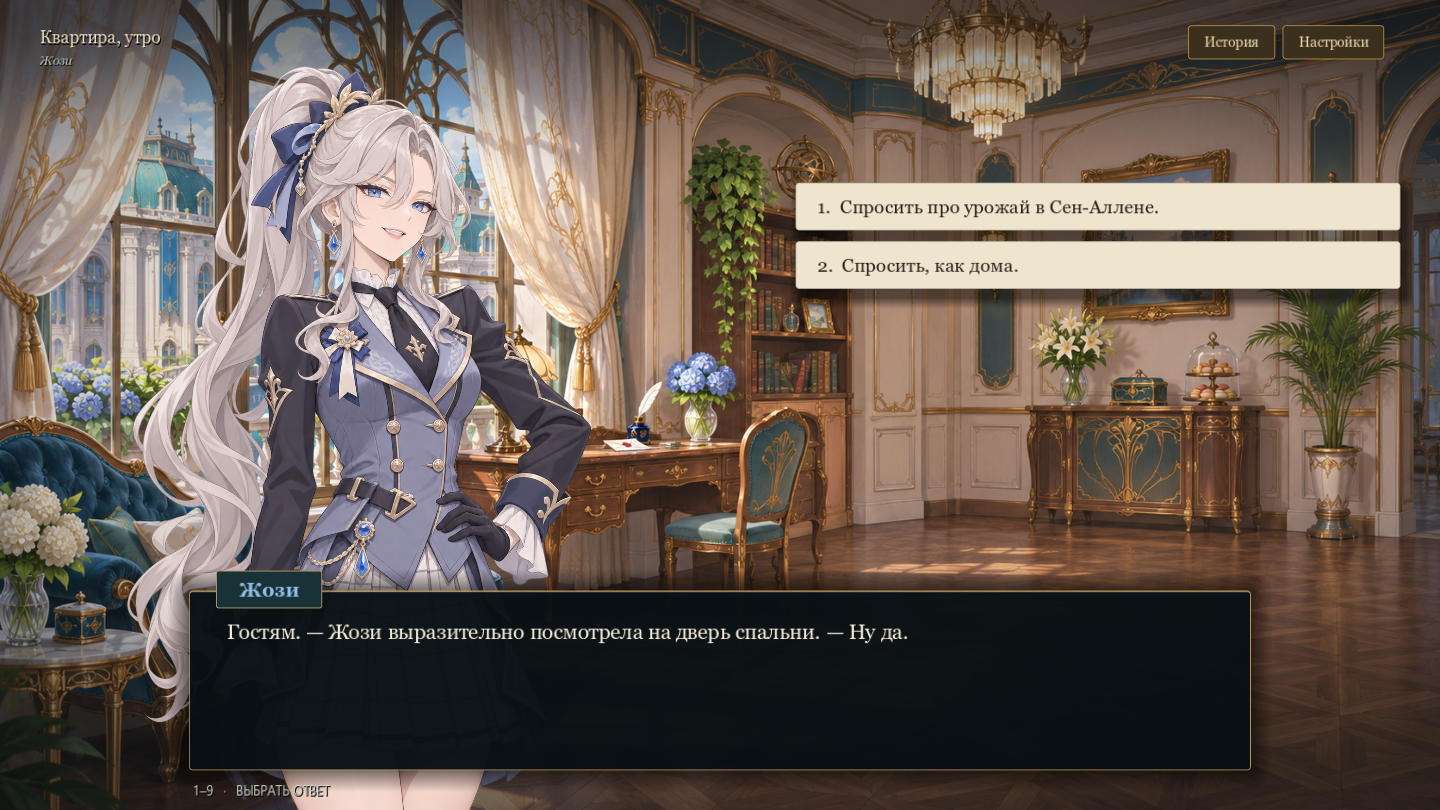 Квартира, утро
Жози
История
Настройки
1. Спросить про урожай в Сен-Аллене.
2. Спросить, как дома.
Жози
Гостям. — Жози выразительно посмотрела на дверь спальни. — Ну да.
1–9 · ВЫБРАТЬ ОТВЕТ